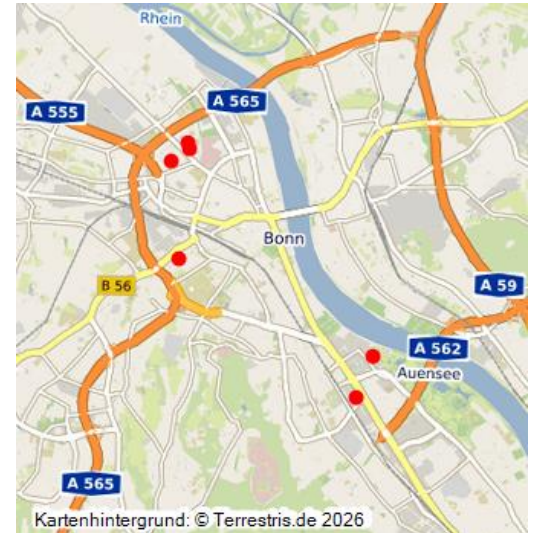 Rhein
A 565
A 555
Bonn
B 56
A 59
A 562
Auensee
A 565
Kartenhintergrund: © Terrestris.de 2026